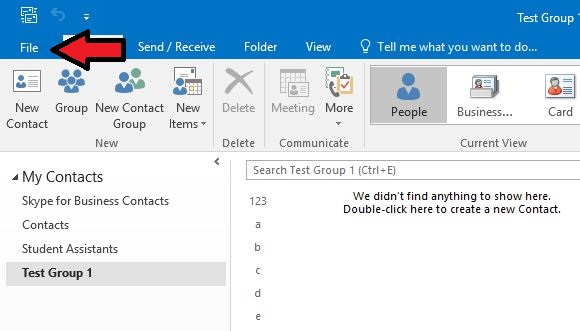 Test Group 1
File
Send / Receive
Folder
View
Tell me what you want to do...
New
Contact
Group
New Contact
Group
New
Items
Delete
Meeting
More
People
Business...
Card
New
Delete
Communicate
Current View
My Contacts
Skype for Business Contacts
Contacts
Student Assistants
Test Group 1
Search Test Group 1 (Ctrl+E)
We didn't find anything to show here.
Double-click here to create a new Contact.
123
a
b
c
d
e